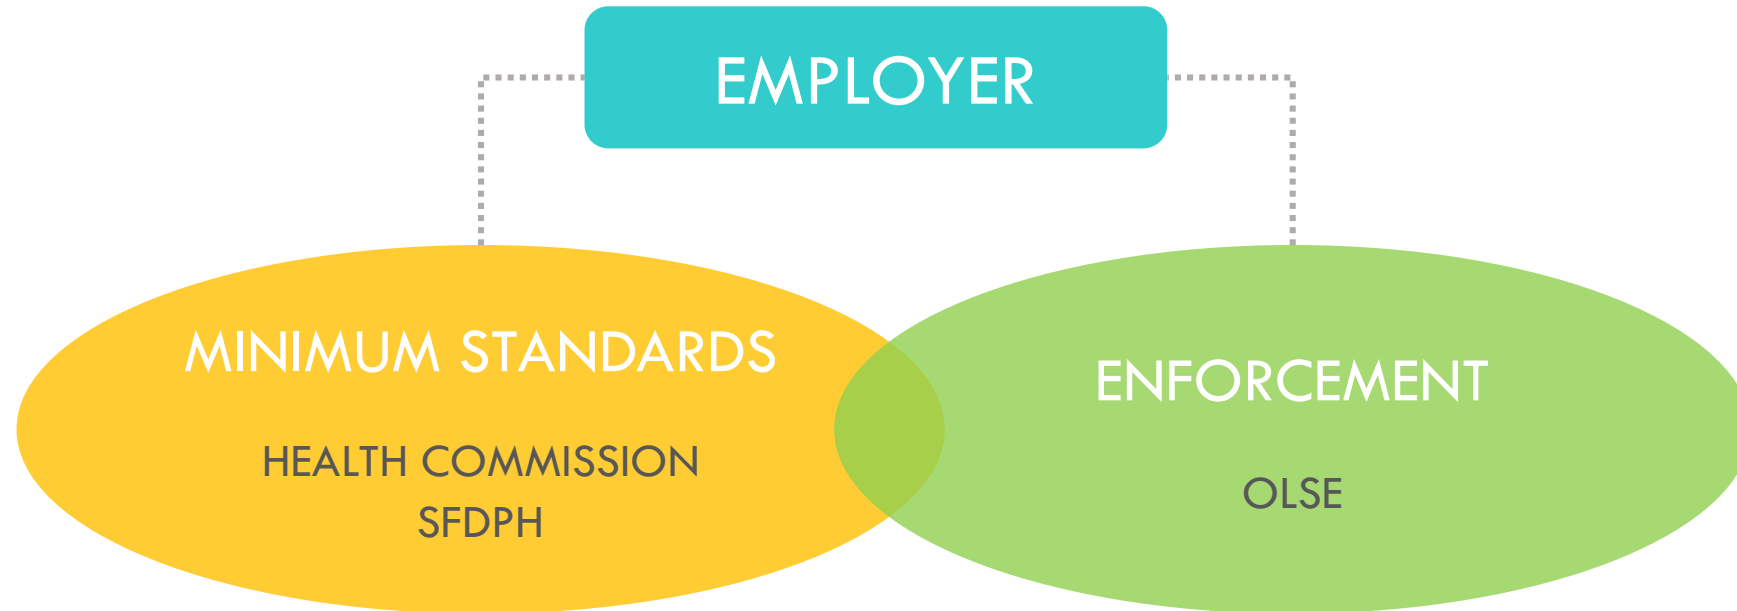 EMPLOYER
MINIMUM STANDARDS
HEALTH COMMISSION
SFDPH
ENFORCEMENT
OLSE